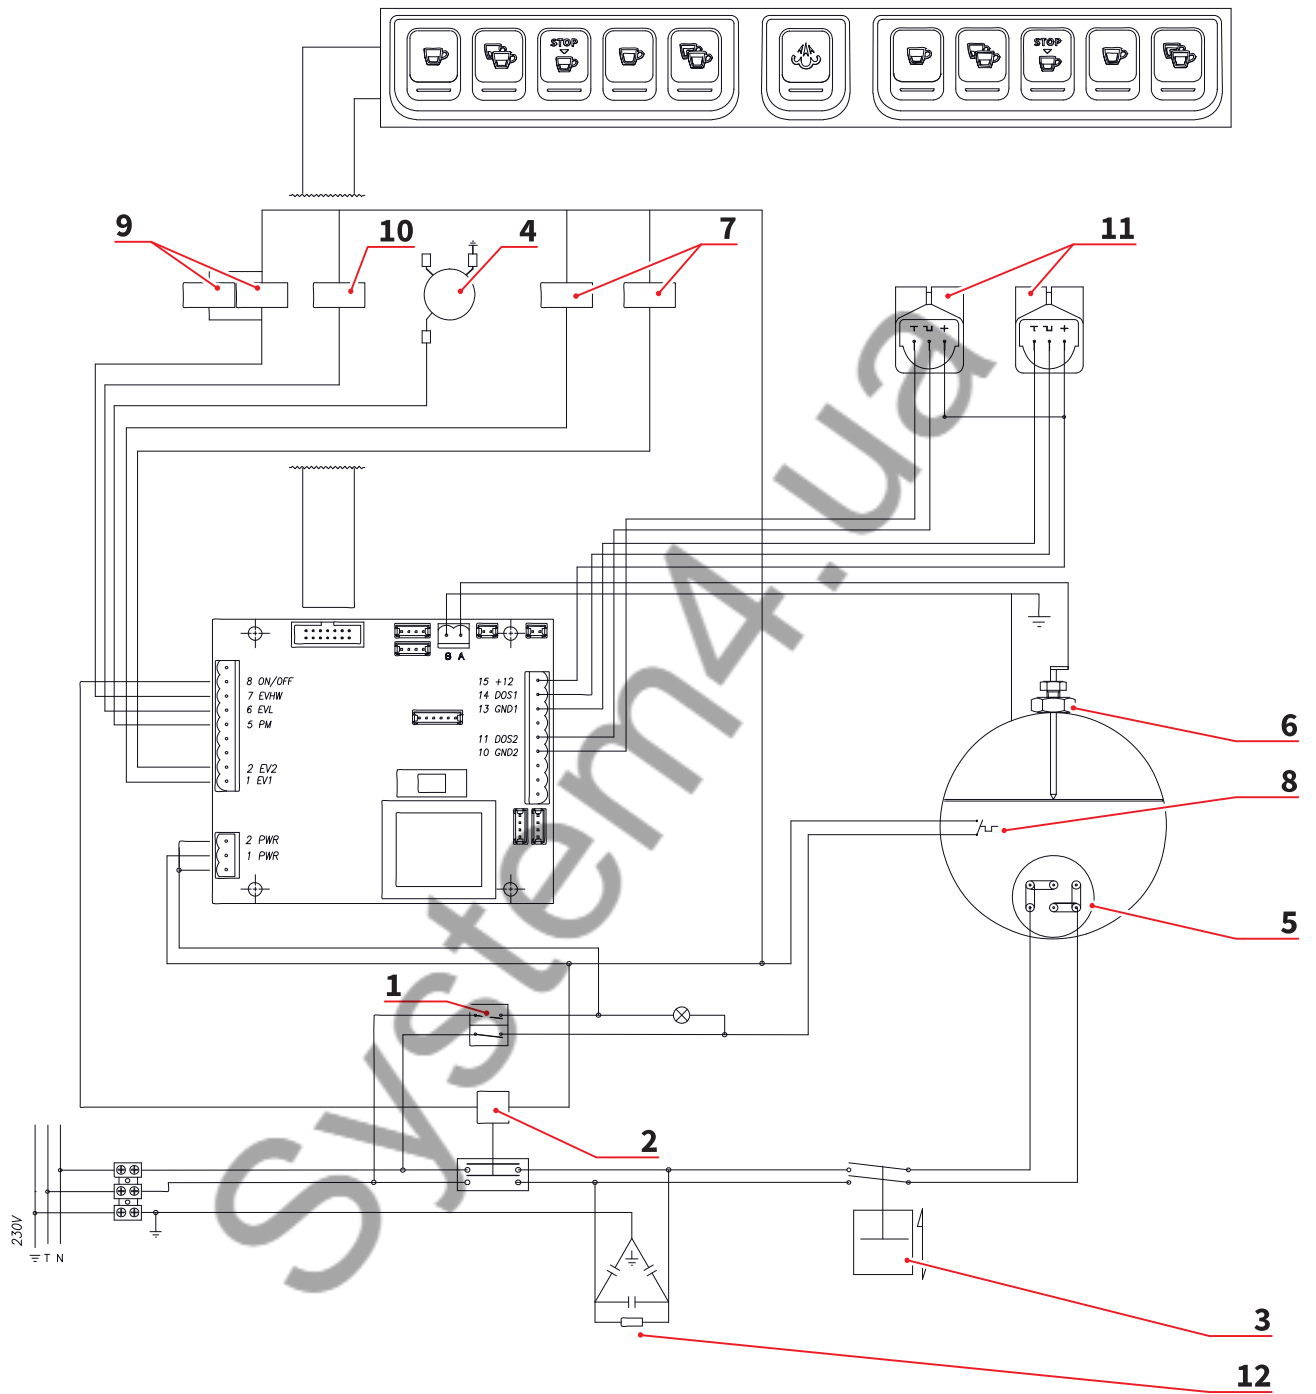 STOP
STOP
9
10
4
7
11
B A
8 ON/OFF
7 EVHW
6 EVL
5 PM
2 EV2
1 EV1
2 PWR
1 PWR
15 +12
14 DOS1
13 GND1
11 DOS2
10 GND2
6
8
5
1
2
230V
T N
3
12
System4.ua